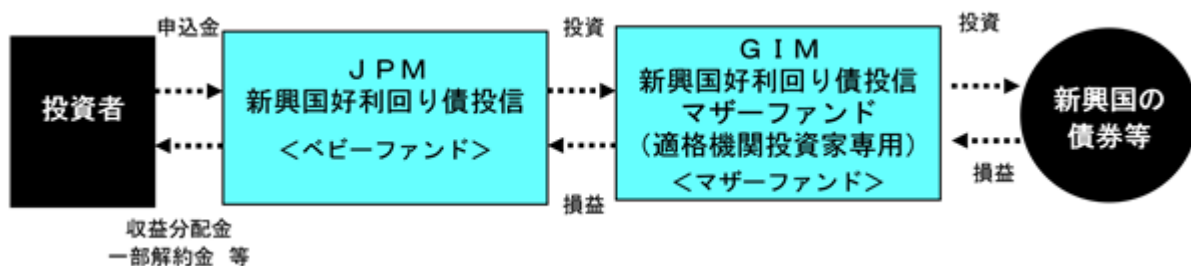 申込金
投資
投資
投資者
ＪＰＭ
新興国好利回り債投信
＜ベビーファンド＞
ＧＩＭ
新興国好利回り債投信
マザーファンド
（適格機関投資家専用）
＜マザーファンド＞
新興国の
債券等
損益
損益
収益分配金
一部解約金　等